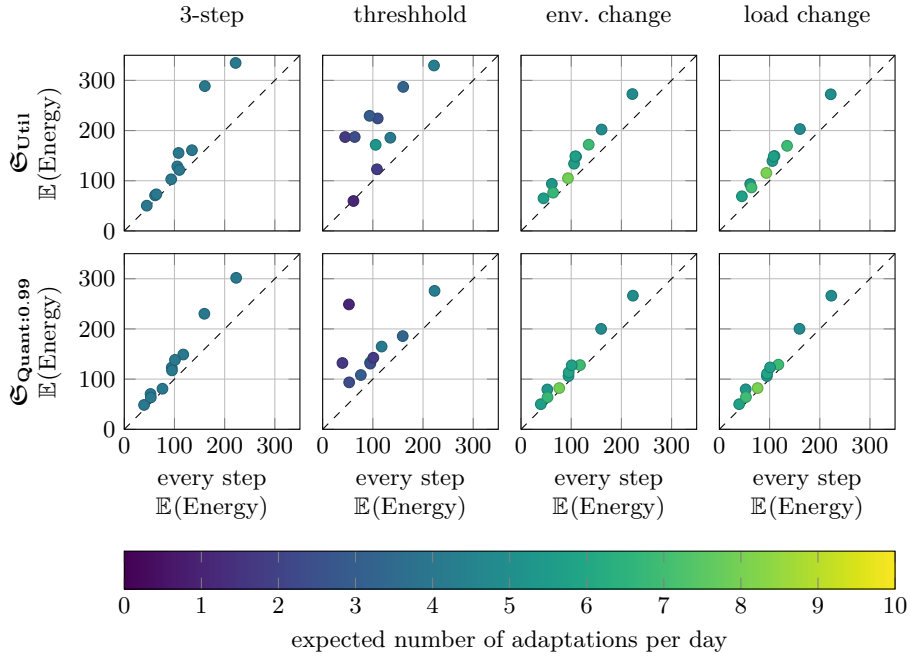 3-step threshhold env. change load change
300
200
100
0
𝕾Util
𝔼(Energy)
300
200
100
0
𝕾Quant:0.99
𝔼(Energy)
0 100 200 300 0 100 200 300 0 100 200 300 0 100 200 300
every step every step every step every step
𝔼(Energy) 𝔼(Energy) 𝔼(Energy) 𝔼(Energy)
0 1 2 3 4 5 6 7 8 9 10
expected number of adaptations per day